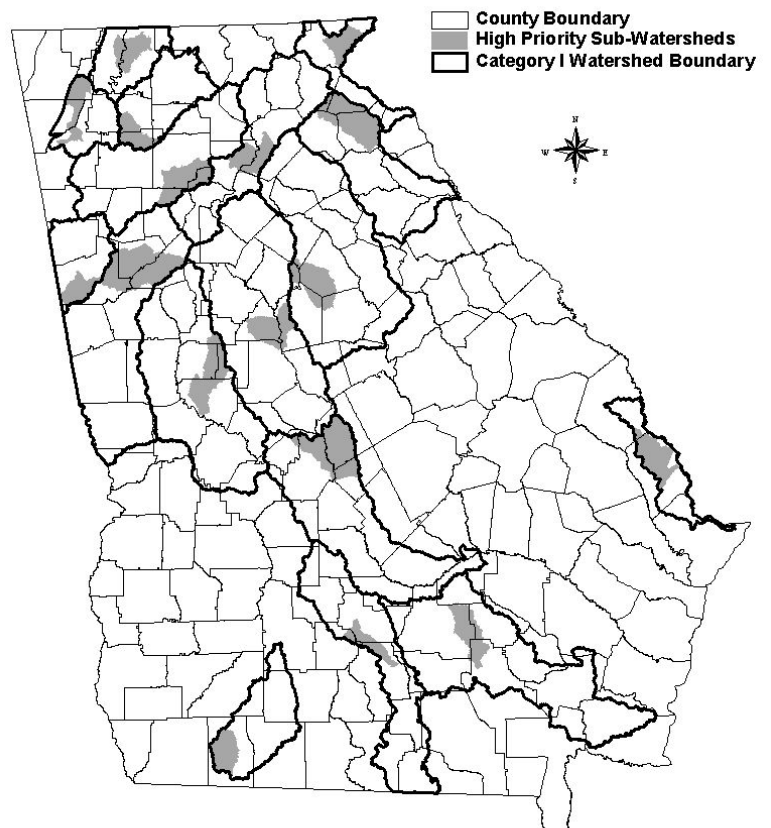 County Boundary
High Priority Sub-Watersheds
Category I Watershed Boundary
N
W E
S